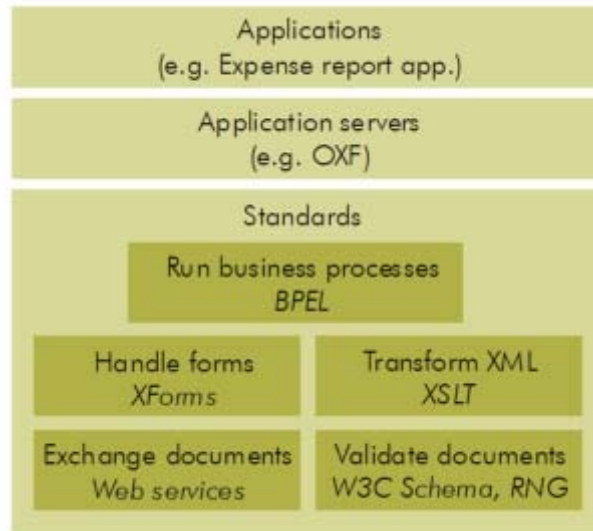 Applications
(e.g. Expense report app.)
Application servers
(e.g. OXF)
Standards
Run business processes
BPEL
Handle forms
XForms
Transform XML
XSLT
Exchange documents
Web services
Validate documents
W3C Schema, RNG